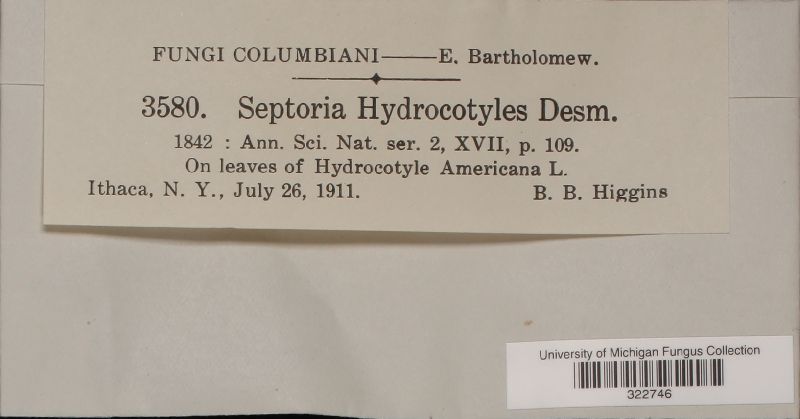 FUNGI COLUMBIANI——E. Bartholomew.
3580. Septoria Hydrocotyles Desm.
1842 : Ann. Sci. Nat. ser. 2, XVII, p. 109.
On leaves of Hydrocotyle Americana L.
Ithaca, N. Y., July 26, 1911. B. B. Higgins
University of Michigan Fungus Collection
322746